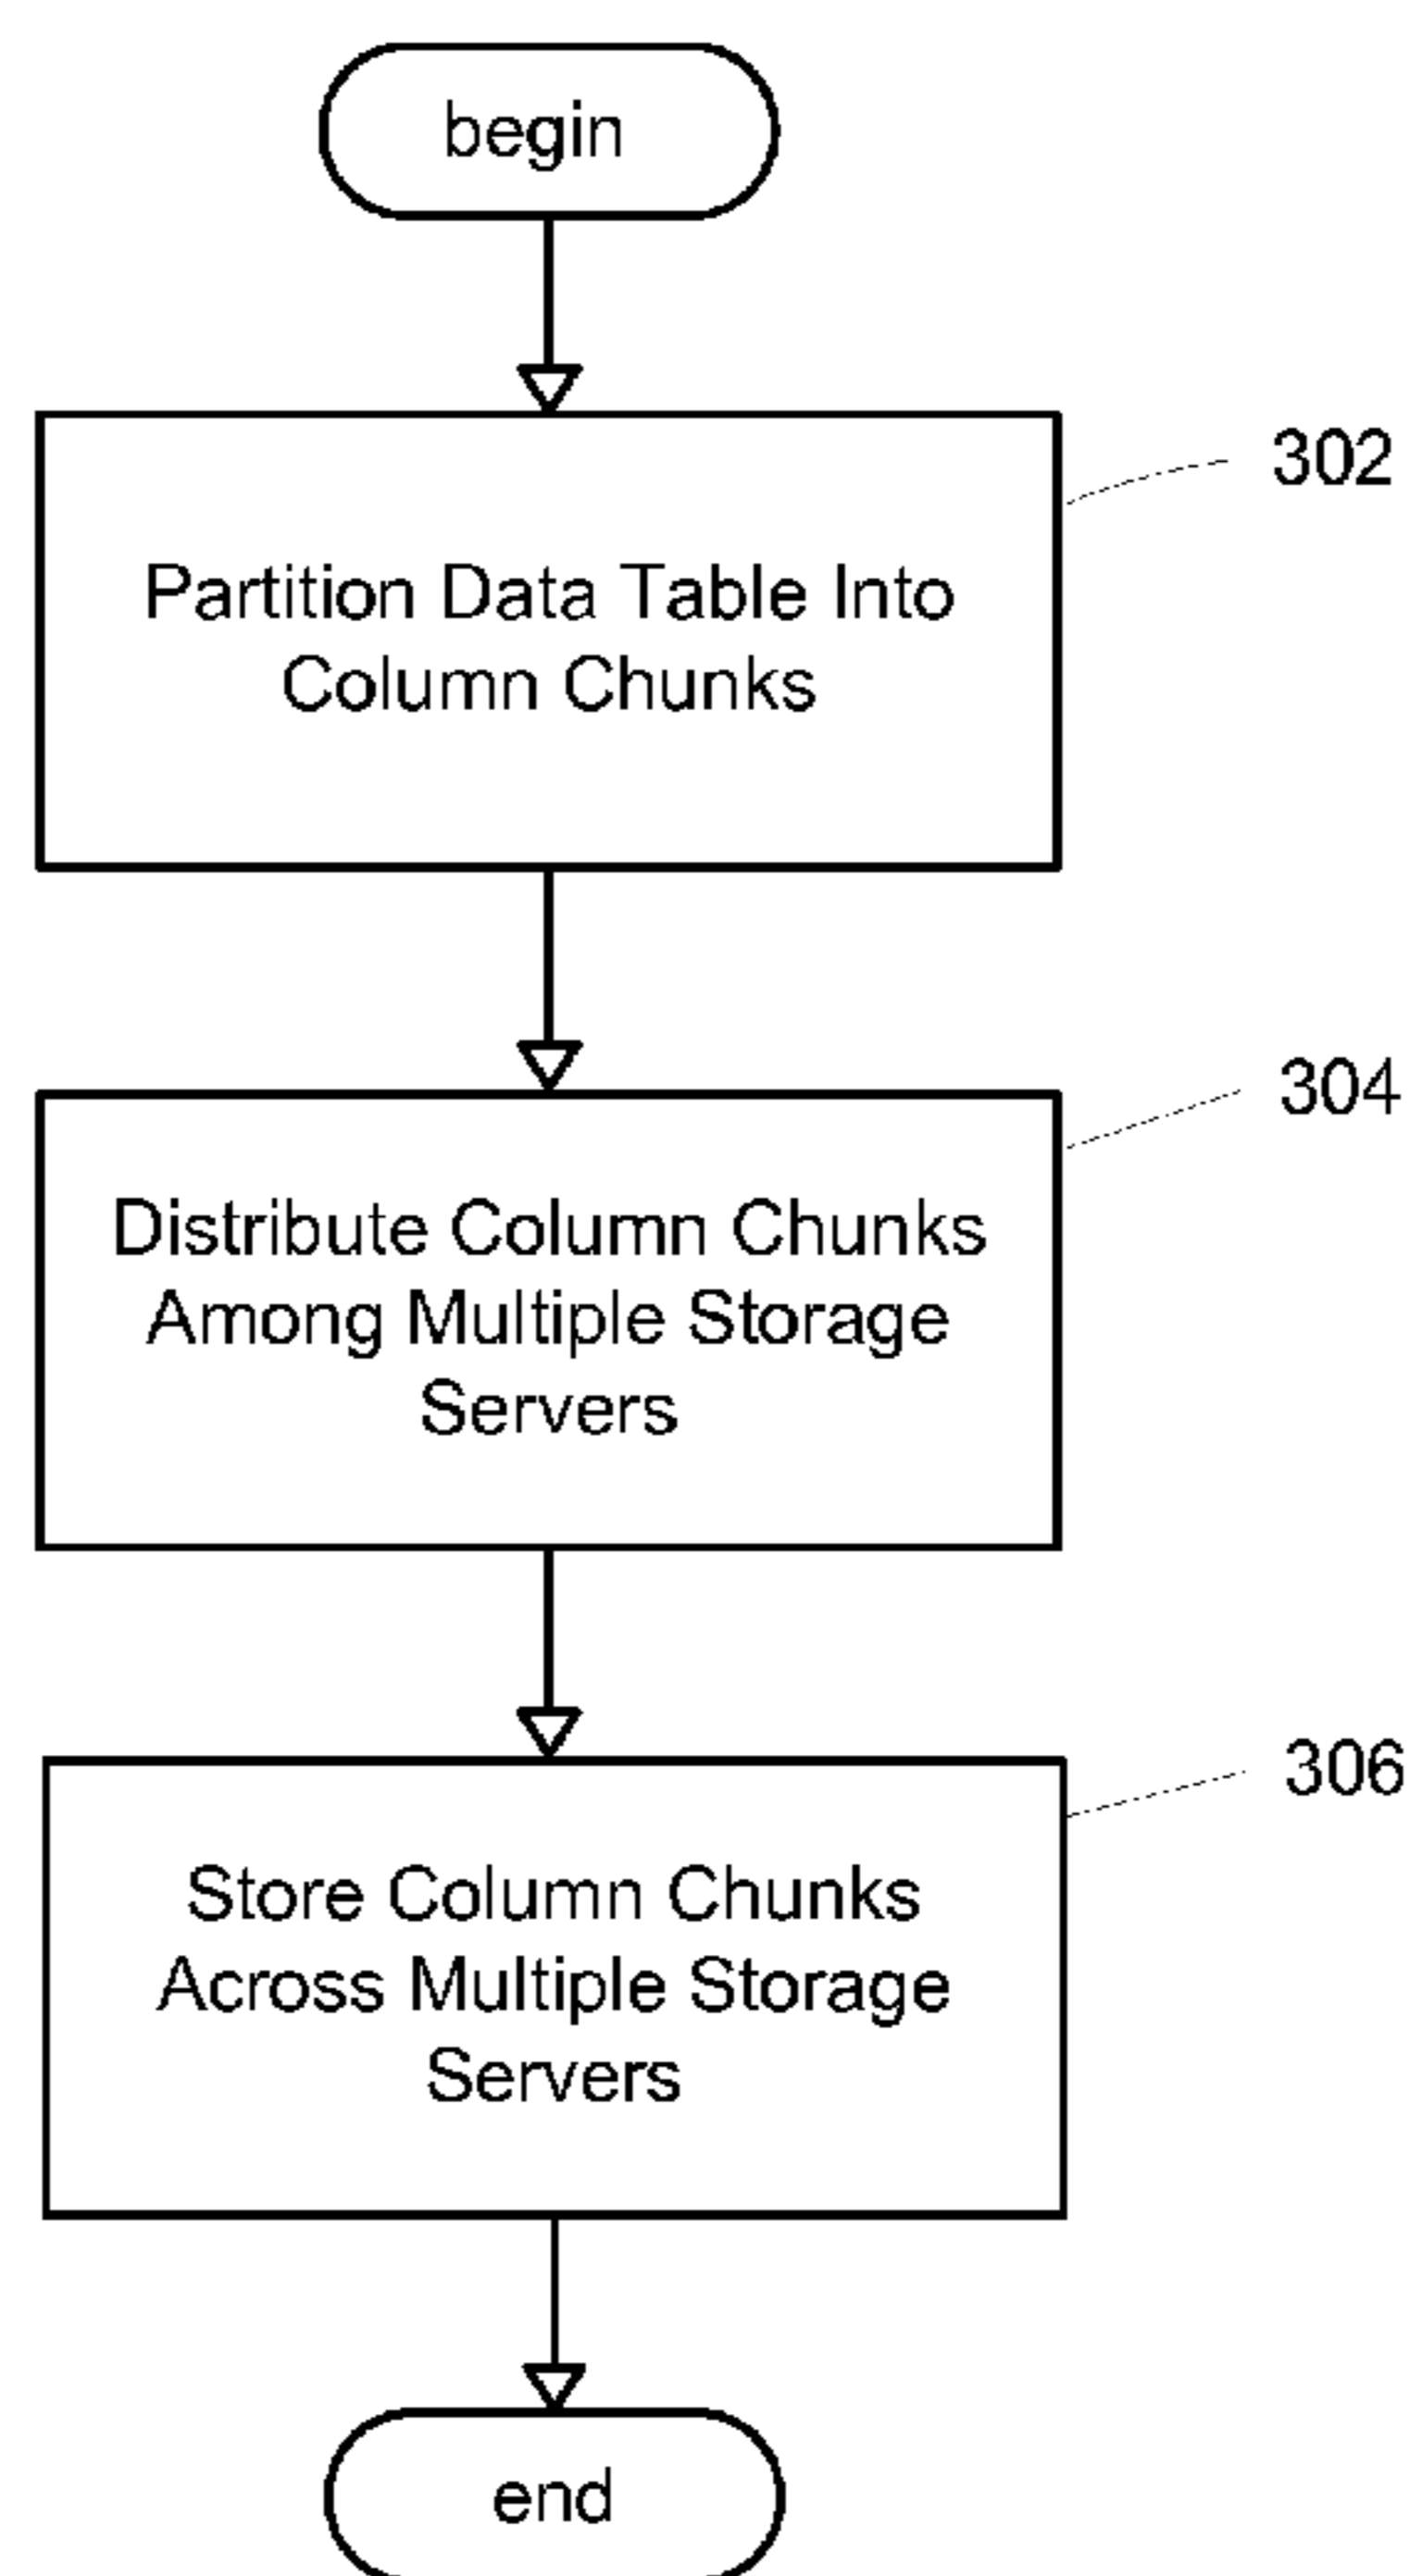 begin
302
Partition Data Table Into
Column Chunks
304
Distribute Column Chunks
Among Multiple Storage
Servers
306
Store Column Chunks
Across Multiple Storage
Servers
end